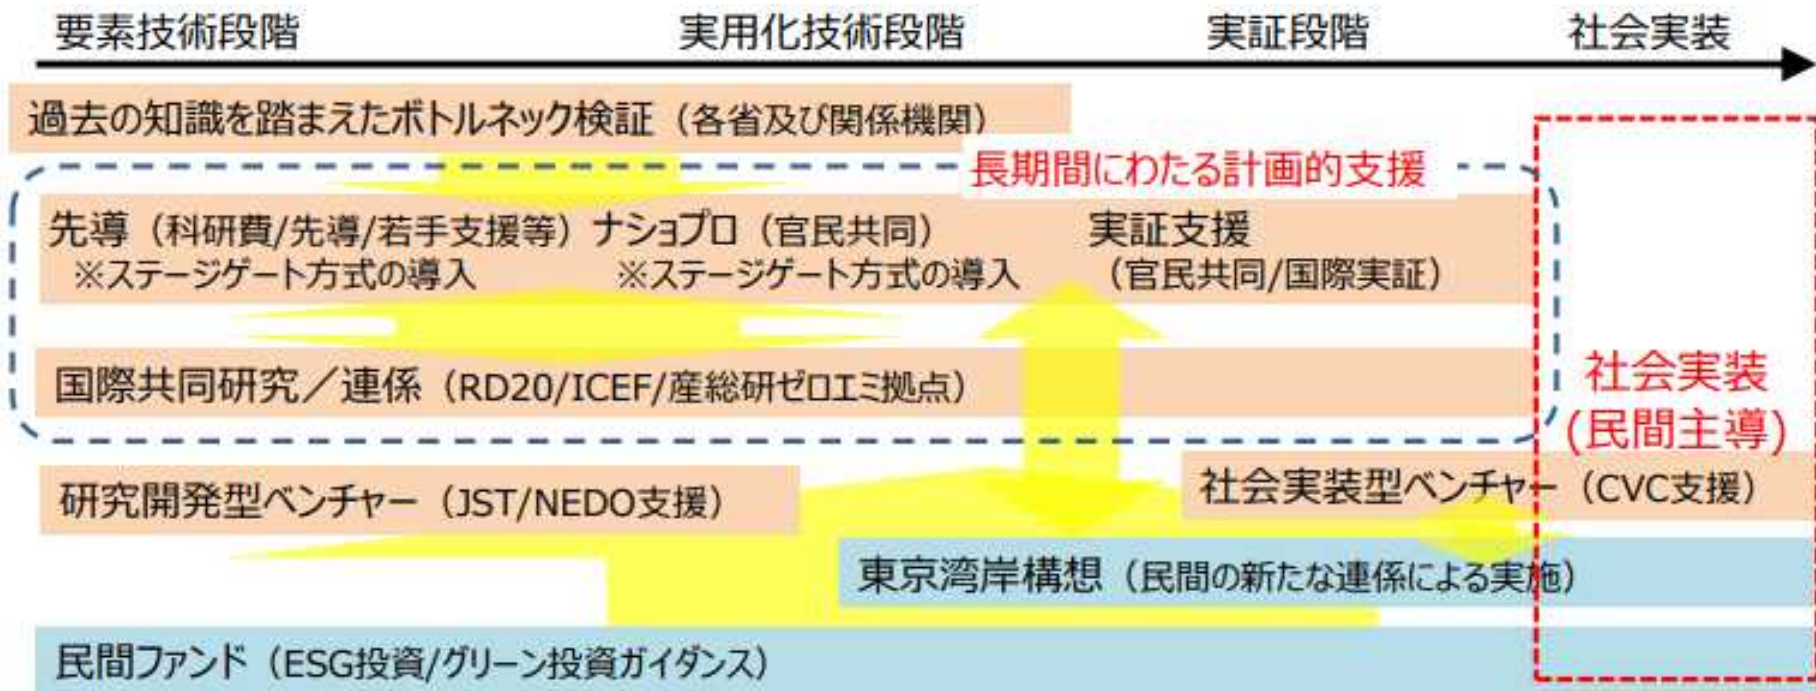 要素技術段階 実用化技術段階 実証段階 社会実装
過去の知識を踏まえたボトルネック検証（各省及び関係機関）
長期間にわたる計画的支援
先導（科研費/先導/若手支援等）ナショプロ（官民共同） 実証支援
※ステージゲート方式の導入 ※ステージゲート方式の導入 （官民共同/国際実証）
国際共同研究／連係（RD20/ICEF/産総研ゼロエミ拠点）
社会実装
(民間主導)
研究開発型ベンチャー（JST/NEDO支援） 社会実装型ベンチャー（CVC支援）
東京湾岸構想（民間の新たな連係による実施）
民間ファンド（ESG投資/グリーン投資ガイダンス）